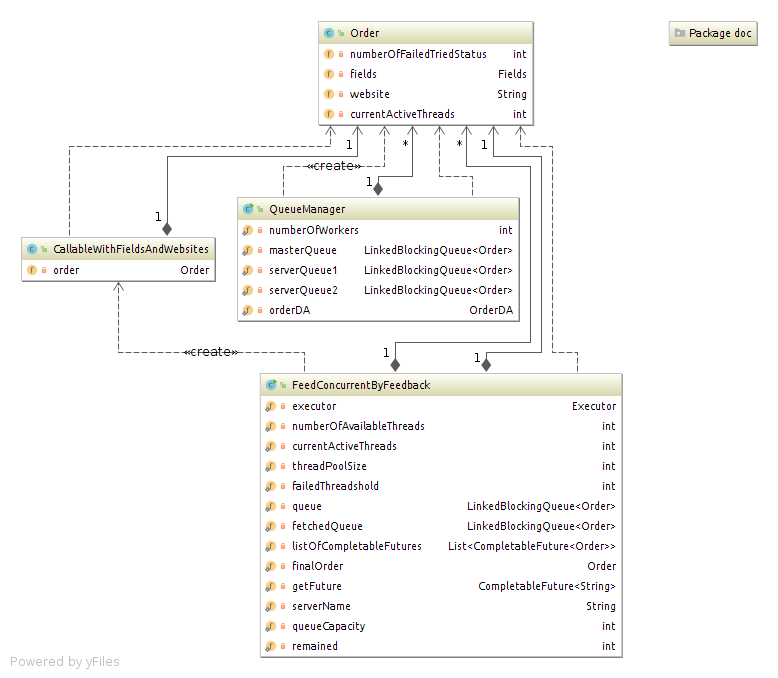 Order
numberOfFailedTriedStatus int
fields Fields
website String
currentActiveThreads int
Package doc
1 * * 1
«create»
1
QueueManager
numberOfWorkers int
masterQueue LinkedBlockingQueue<Order>
serverQueue1 LinkedBlockingQueue<Order>
serverQueue2 LinkedBlockingQueue<Order>
orderDA OrderDA
1
CallableWithFieldsAndWebsites
order Order
«create»
1 1
FeedConcurrentByFeedback
executor Executor
numberOfAvailableThreads int
currentActiveThreads int
threadPoolSize int
failedThreadshold int
queue LinkedBlockingQueue<Order>
fetchedQueue LinkedBlockingQueue<Order>
listOfCompletableFutures List<CompletableFuture<Order>>
finalOrder Order
getFuture CompletableFuture<String>
serverName String
queueCapacity int
remained int
Powered by yFiles